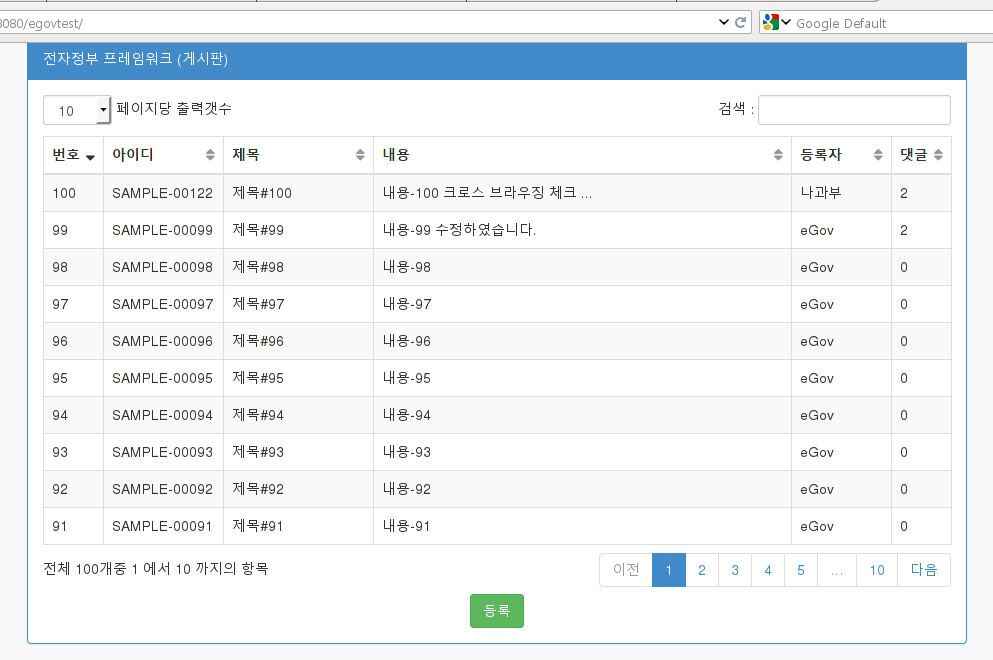 8080/egovtest/
Google Default
전자정부 프레임워크 (게시판)
10 페이지당 출력갯수 검색 :
번호 아이디 제목 내용 등록자 댓글
100 SAMPLE-00122 제목#100 내용-100 크로스 브라우징 체크 ... 나과부 2
99 SAMPLE-00099 제목#99 내용-99 수정하였습니다. eGov 2
98 SAMPLE-00098 제목#98 내용-98 eGov 0
97 SAMPLE-00097 제목#97 내용-97 eGov 0
96 SAMPLE-00096 제목#96 내용-96 eGov 0
95 SAMPLE-00095 제목#95 내용-95 eGov 0
94 SAMPLE-00094 제목#94 내용-94 eGov 0
93 SAMPLE-00093 제목#93 내용-93 eGov 0
92 SAMPLE-00092 제목#92 내용-92 eGov 0
91 SAMPLE-00091 제목#91 내용-91 eGov 0
전체 100개중 1 에서 10 까지의 항목 이전 1 2 3 4 5 ... 10 다음
등록